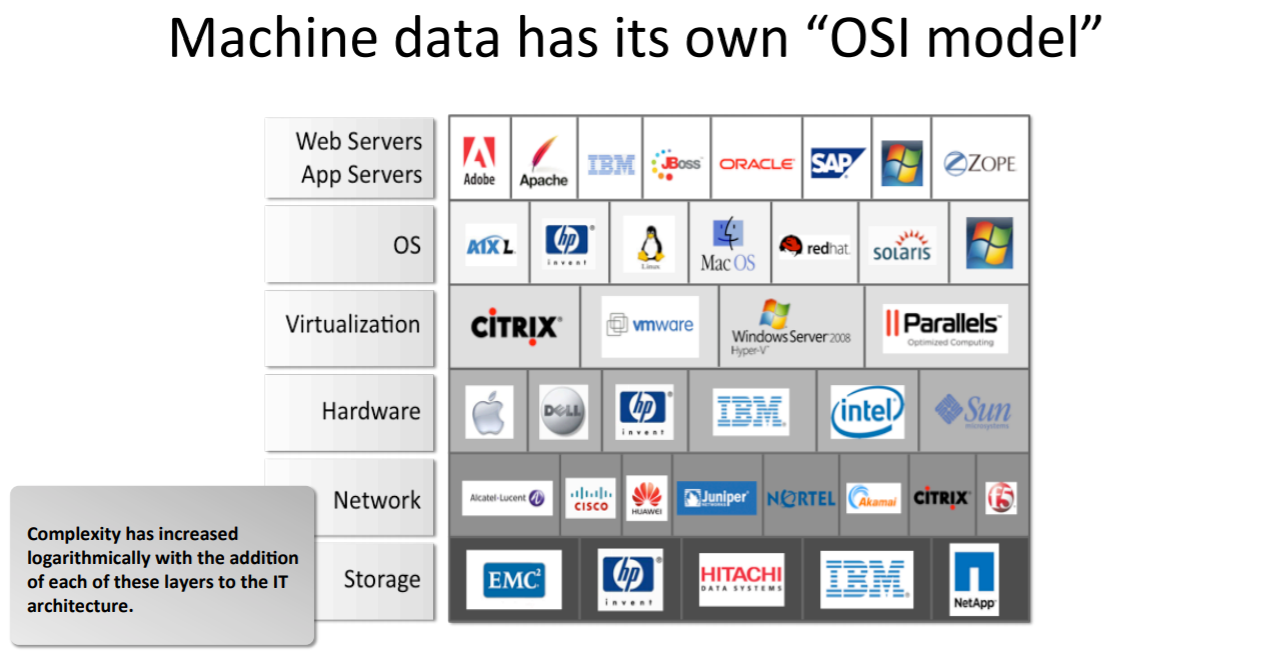 Machine data has its own “OSI model”
Web Servers
App Servers
Adobe
Apache
IBM
JBoss
ORACLE
SAP
ZOPE
OS
AIX L
hp
invent
Linux
Mac OS
redhat.
solaris
Virtualization
CITRIX
vmware
Windows Server 2008
Hyper-V
Parallels
Optimized Computing
Hardware
DELL
hp
invent
IBM
intel
Sun
microsystems
Network
Alcatel-Lucent
CISCO
HUAWEI
Juniper
NETWORKS
NORTEL
Akamai
CITRIX
f5
Storage
EMC²
hp
invent
HITACHI
DATA SYSTEMS
IBM
NetApp
Complexity has increased
logarithmically with the addition
of each of these layers to the IT
architecture.